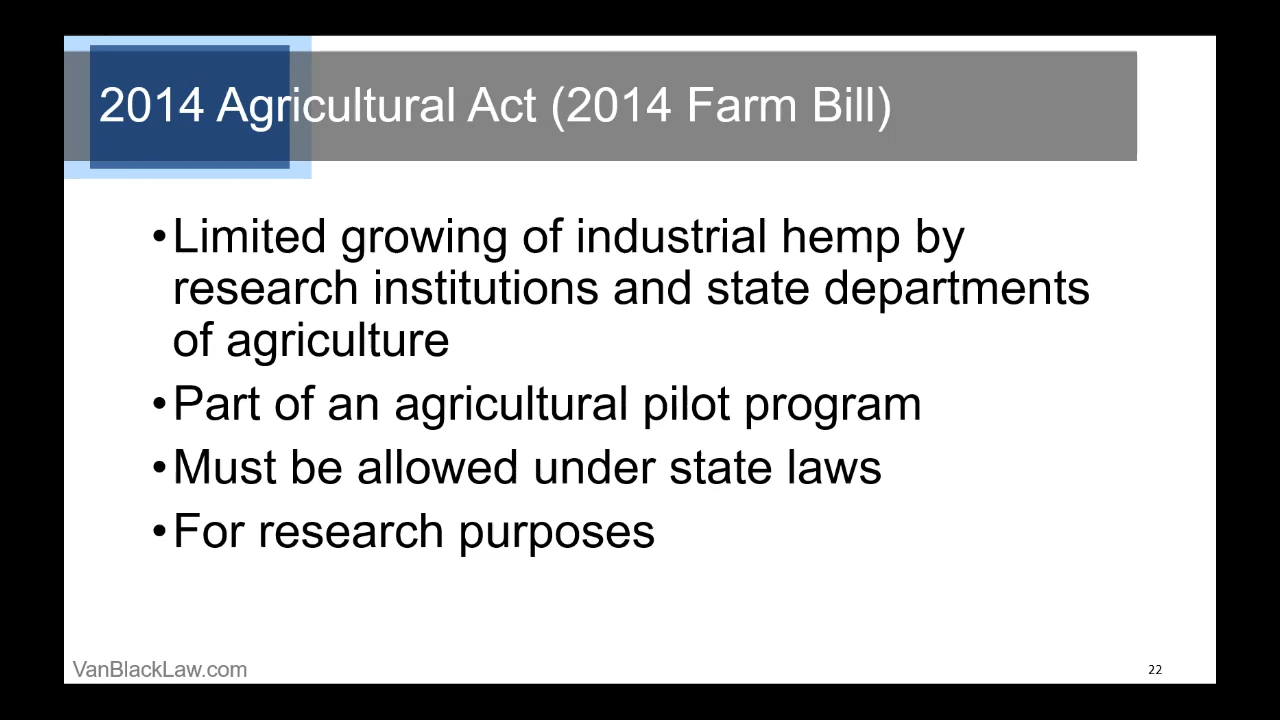 2014 Agricultural Act (2014 Farm Bill)
•Limited growing of industrial hemp by
research institutions and state departments
of agriculture
•Part of an agricultural pilot program
•Must be allowed under state laws
•For research purposes
VanBlackLaw.com
22